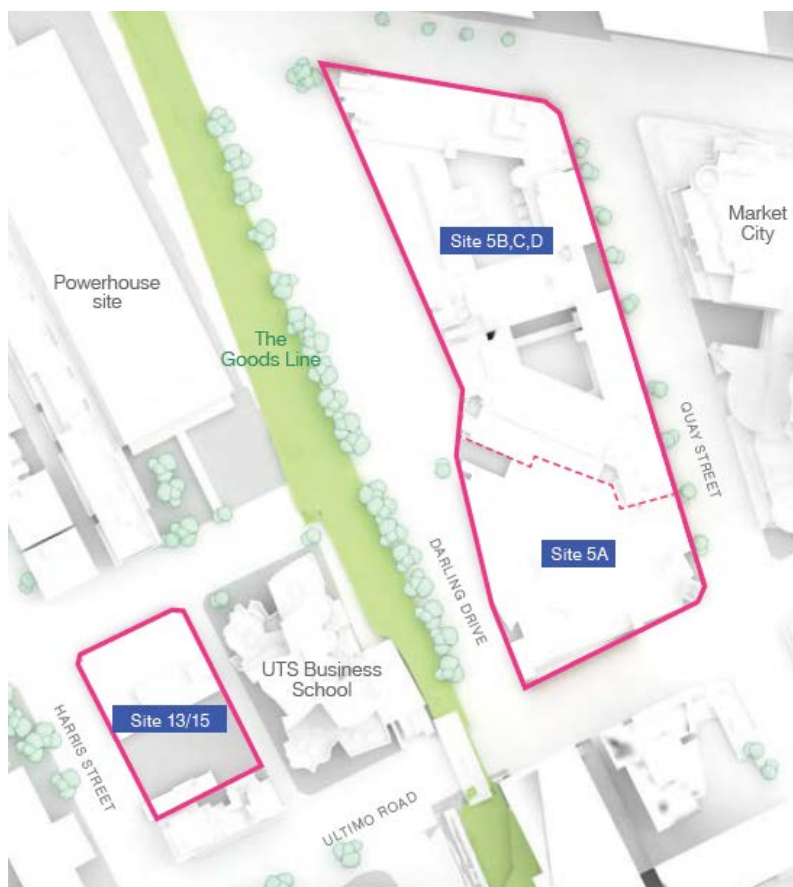 Site 5B,C,D
Market
City
Powerhouse
site
The
Goods Line
QUAY STREET
Site 5A
DARLING DRIVE
UTS Business
School
Site 13/15
HARRIS STREET
ULTIMO ROAD